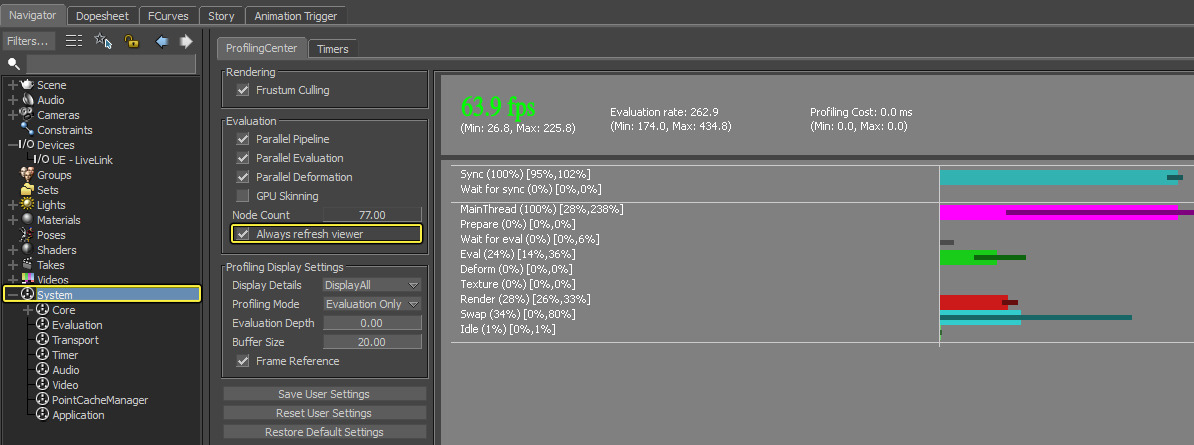 Navigator
Dopesheet
FCurves
Story
Animation Trigger
Filters...
Scene
Audio
Cameras
Constraints
Devices
UE - LiveLink
Groups
Sets
Lights
Materials
Poses
Shaders
Takes
Videos
System
Core
Evaluation
Transport
Timer
Audio
Video
PointCacheManager
Application
ProfilingCenter
Timers
Rendering
Frustum Culling
Evaluation
Parallel Pipeline
Parallel Evaluation
Parallel Deformation
GPU Skinning
Node Count 77.00
Always refresh viewer
Profiling Display Settings
Display Details DisplayAll
Profiling Mode Evaluation Only
Evaluation Depth 0.00
Buffer Size 20.00
Frame Reference
Save User Settings
Reset User Settings
Restore Default Settings
63.9 fps
(Min: 26.8, Max: 225.8)
Evaluation rate: 262.9
(Min: 174.0, Max: 434.8)
Profiling Cost: 0.0 ms
(Min: 0.0, Max: 0.0)
Sync (100%) [95%,102%]
Wait for sync (0%) [0%,0%]
MainThread (100%) [28%,238%]
Prepare (0%) [0%,0%]
Wait for eval (0%) [0%,6%]
Eval (24%) [14%,36%]
Deform (0%) [0%,0%]
Texture (0%) [0%,0%]
Render (28%) [26%,33%]
Swap (34%) [0%,80%]
Idle (1%) [0%,1%]